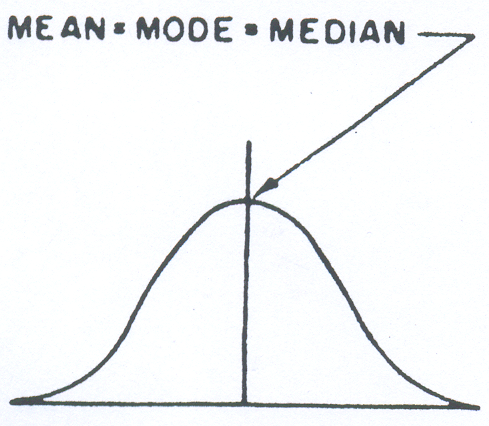 MEAN = MODE = MEDIAN